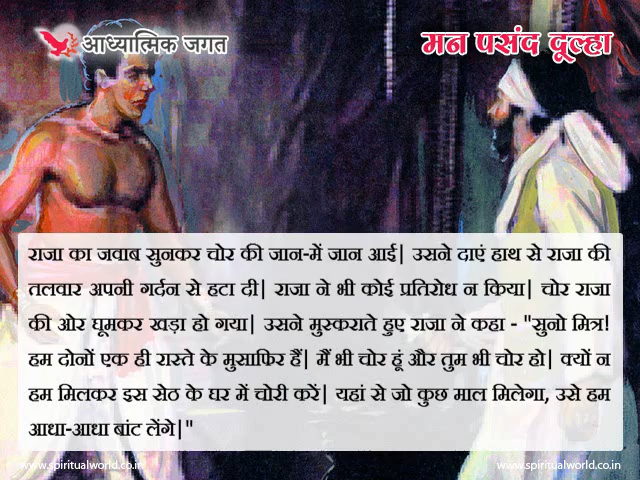 आध्यात्मिक जगत
मन पसंद दूल्हा
राजा का जवाब सुनकर चोर की जान-में जान आई| उसने दाएं हाथ से राजा की
तलवार अपनी गर्दन से हटा दी| राजा ने भी कोई प्रतिरोध न किया| चोर राजा
की ओर घूमकर खड़ा हो गया| उसने मुस्कराते हुए राजा ने कहा - "सुनो मित्र!
हम दोनों एक ही रास्ते के मुसाफिर हैं| मैं भी चोर हूं और तुम भी चोर हो| क्यों न
हम मिलकर इस सेठ के घर में चोरी करें| यहां से जो कुछ माल मिलेगा, उसे हम
आधा-आधा बांट लेंगे|"
www.spiritualworld.co.in
www.spiritualworld.co.in